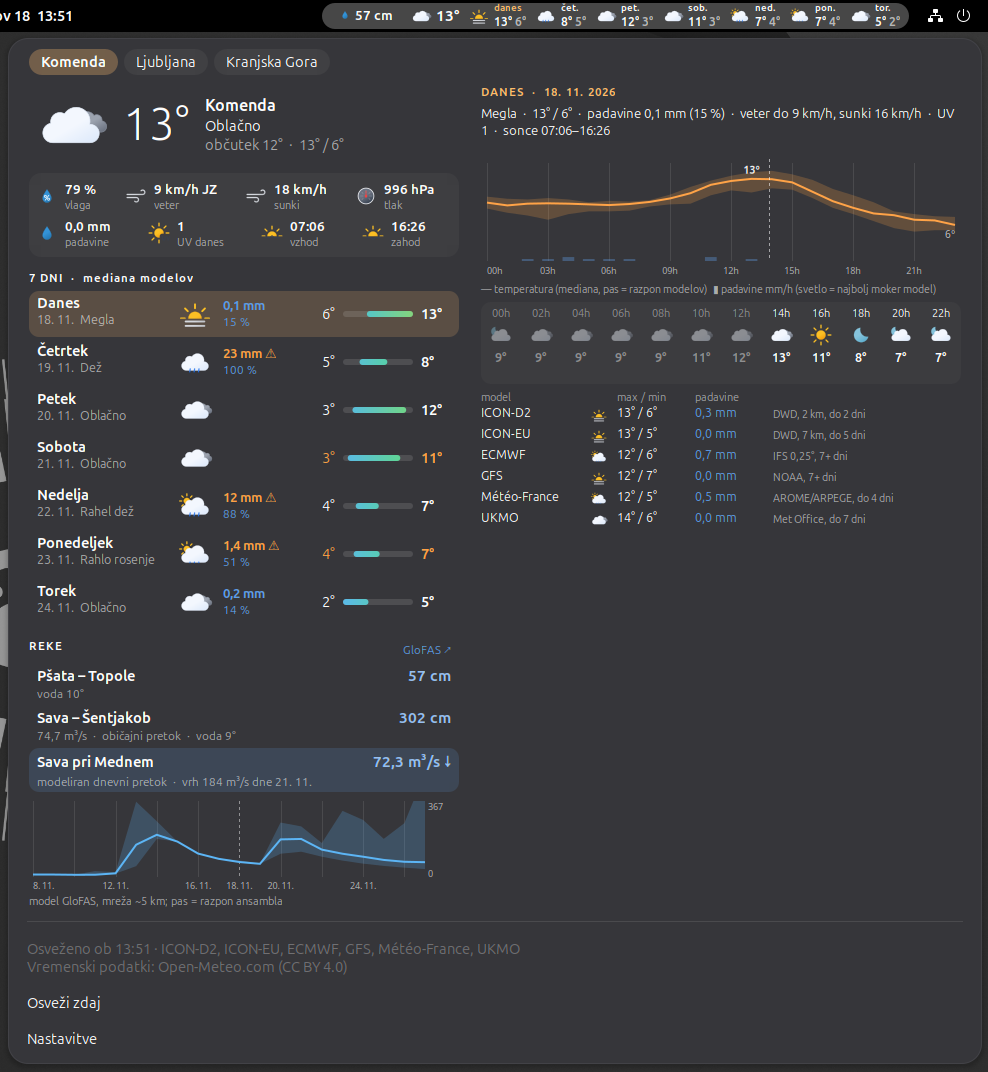 ov 18 13:51
57 cm 13° danes 13° 6° čet. 8° 5° pet. 12° 3° sob. 11° 3° ned. 7° 4° pon. 7° 4° tor. 5° 2°
Komenda Ljubljana Kranjska Gora
13°
Komenda
Oblačno
občutek 12° · 13° / 6°
79 % 9 km/h JZ 18 km/h 996 hPa
vlaga veter sunki tlak
0,0 mm 1 07:06 16:26
padavine UV danes vzhod zahod
7 DNI · mediana modelov
Danes
18. 11. Megla
0,1 mm
15 %
6° 13°
Četrtek
19. 11. Dež
23 mm ⚠
100 %
5° 8°
Petek
20. 11. Oblačno
3° 12°
Sobota
21. 11. Oblačno
3° 11°
Nedelja
22. 11. Rahel dež
12 mm ⚠
88 %
4° 7°
Ponedeljek
23. 11. Rahlo rosenje
1,4 mm ⚠
51 %
4° 7°
Torek
24. 11. Oblačno
0,2 mm
14 %
2° 5°
REKE GloFAS ↗
Pšata – Topole 57 cm
voda 10°
Sava – Šentjakob 302 cm
74,7 m³/s · običajni pretok · voda 9°
Sava pri Mednem 72,3 m³/s ↓
modeliran dnevni pretok · vrh 184 m³/s dne 21. 11.
367
0
8. 11. 12. 11. 16. 11. 18. 11. 20. 11. 24. 11.
model GloFAS, mreža ~5 km; pas = razpon ansambla
DANES · 18. 11. 2026
Megla · 13° / 6° · padavine 0,1 mm (15 %) · veter do 9 km/h, sunki 16 km/h · UV
1 · sonce 07:06–16:26
13°
6°
00h 03h 06h 09h 12h 15h 18h 21h
— temperatura (mediana, pas = razpon modelov) ▮ padavine mm/h (svetlo = najbolj moker model)
00h 02h 04h 06h 08h 10h 12h 14h 16h 18h 20h 22h
9° 9° 9° 9° 9° 11° 12° 13° 11° 8° 7° 7°
model max / min padavine
ICON-D2 13° / 6° 0,3 mm DWD, 2 km, do 2 dni
ICON-EU 13° / 5° 0,0 mm DWD, 7 km, do 5 dni
ECMWF 12° / 6° 0,7 mm IFS 0,25°, 7+ dni
GFS 12° / 7° 0,0 mm NOAA, 7+ dni
Météo-France 12° / 5° 0,5 mm AROME/ARPEGE, do 4 dni
UKMO 14° / 6° 0,0 mm Met Office, do 7 dni
Osveženo ob 13:51 · ICON-D2, ICON-EU, ECMWF, GFS, Météo-France, UKMO
Vremenski podatki: Open-Meteo.com (CC BY 4.0)
Osveži zdaj
Nastavitve